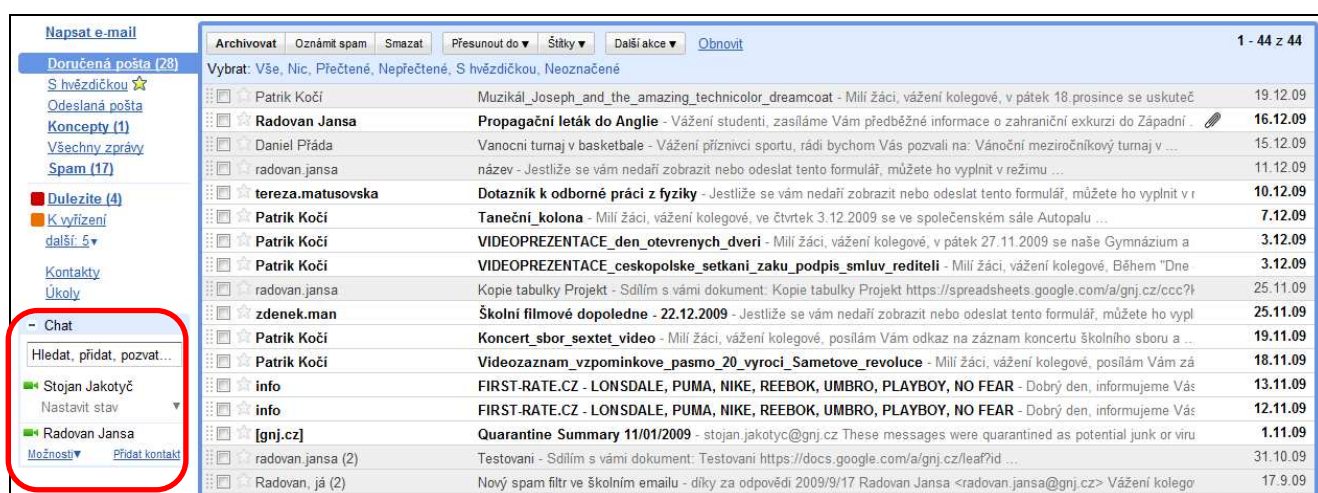 Napsat e-mail
Doručená pošta (28)
S hvězdičkou
Odeslaná pošta
Koncepty (1)
Všechny zprávy
Spam (17)
Dulezite (4)
K vyřízení
další: 5▾
Kontakty
Úkoly
− Chat
Hledat, přidat, pozvat...
Stojan Jakotyč
Nastavit stav ▼
Radovan Jansa
Možnosti▼ Přidat kontakt
Archivovat Oznámit spam Smazat Přesunout do ▾ Štítky ▾ Další akce ▾ Obnovit 1 - 44 z 44
Vybrat: Vše, Nic, Přečtené, Nepřečtené, S hvězdičkou, Neoznačené
Patrik Kočí Muzikál_Joseph_and_the_amazing_technicolor_dreamcoat - Milí žáci, vážení kolegové, v pátek 18.prosince se uskuteč 19.12.09
Radovan Jansa Propagační leták do Anglie - Vážení studenti, zasíláme Vám předběžné informace o zahraniční exkurzi do Západní . 16.12.09
Daniel Přáda Vanocni turnaj v basketbale - Vážení příznivci sportu, rádi bychom Vás pozvali na: Vánoční meziročníkový turnaj v ... 15.12.09
radovan.jansa název - Jestliže se vám nedaří zobrazit nebo odeslat tento formulář, můžete ho vyplnit v režimu ... 11.12.09
tereza.matusovska Dotazník k odborné práci z fyziky - Jestliže se vám nedaří zobrazit nebo odeslat tento formulář, můžete ho vyplnit v r 10.12.09
Patrik Kočí Taneční_kolona - Milí žáci, vážení kolegové, ve čtvrtek 3.12.2009 se ve společenském sále Autopalu ... 7.12.09
Patrik Kočí VIDEOPREZENTACE_den_otevrenych_dveri - Milí žáci, vážení kolegové, v pátek 27.11.2009 se naše Gymnázium a 3.12.09
Patrik Kočí VIDEOPREZENTACE_ceskopolske_setkani_zaku_podpis_smluv_rediteli - Milí žáci, vážení kolegové, Během "Dne 3.12.09
radovan.jansa Kopie tabulky Projekt - Sdílím s vámi dokument: Kopie tabulky Projekt https://spreadsheets.google.com/a/gnj.cz/ccc?k 25.11.09
zdenek.man Školní filmové dopoledne - 22.12.2009 - Jestliže se vám nedaří zobrazit nebo odeslat tento formulář, můžete ho vypl 25.11.09
Patrik Kočí Koncert_sbor_sextet_video - Milí žáci, vážení kolegové, posílám Vám odkaz na záznam koncertu školního sboru a ... 19.11.09
Patrik Kočí Videozaznam_vzpominkove_pasmo_20_vyroci_Sametove_revoluce - Milí žáci, vážení kolegové, posílám Vám zá 18.11.09
info FIRST-RATE.CZ - LONSDALE, PUMA, NIKE, REEBOK, UMBRO, PLAYBOY, NO FEAR - Dobrý den, informujeme Vás 13.11.09
info FIRST-RATE.CZ - LONSDALE, PUMA, NIKE, REEBOK, UMBRO, PLAYBOY, NO FEAR - Dobrý den, informujeme Vás 12.11.09
[gnj.cz] Quarantine Summary 11/01/2009 - stojan.jakotyc@gnj.cz These messages were quarantined as potential junk or viru 1.11.09
radovan.jansa (2) Testovani - Sdílím s vámi dokument: Testovani https://docs.google.com/a/gnj.cz/leaf?id ... 31.10.09
Radovan, já (2) Nový spam filtr ve školním emailu - díky za odpovědi 2009/9/17 Radovan Jansa <radovan.jansa@gnj.cz> Vážení kolego 17.9.09